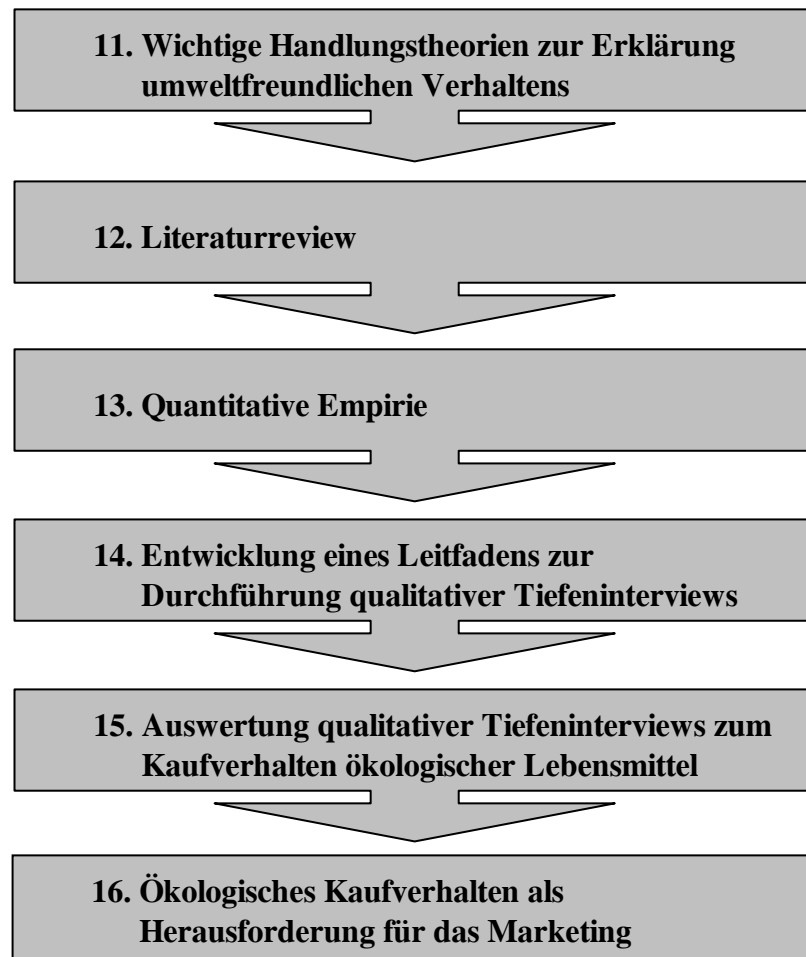 11. Wichtige Handlungstheorien zur Erklärung
umweltfreundlichen Verhaltens
12. Literaturreview
13. Quantitative Empirie
14. Entwicklung eines Leitfadens zur
Durchführung qualitativer Tiefeninterviews
15. Auswertung qualitativer Tiefeninterviews zum
Kaufverhalten ökologischer Lebensmittel
16. Ökologisches Kaufverhalten als
Herausforderung für das Marketing